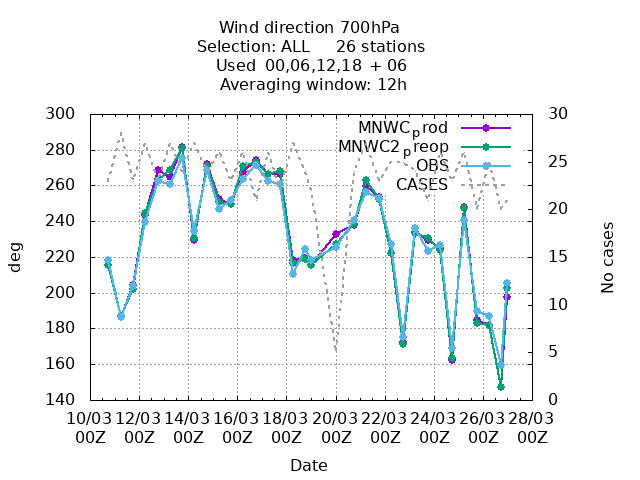 Wind direction 700hPa
Selection: ALL 26 stations
Used 00,06,12,18 + 06
Averaging window: 12h
300 30
MNWCprod
MNWC2preop
OBS
CASES
280
260
240
220
200
180
160
140
25
20
15
10
5
0
deg
No cases
10/03 12/03 14/03 16/03 18/03 20/03 22/03 24/03 26/03 28/03
00Z 00Z 00Z 00Z 00Z 00Z 00Z 00Z 00Z 00Z
Date